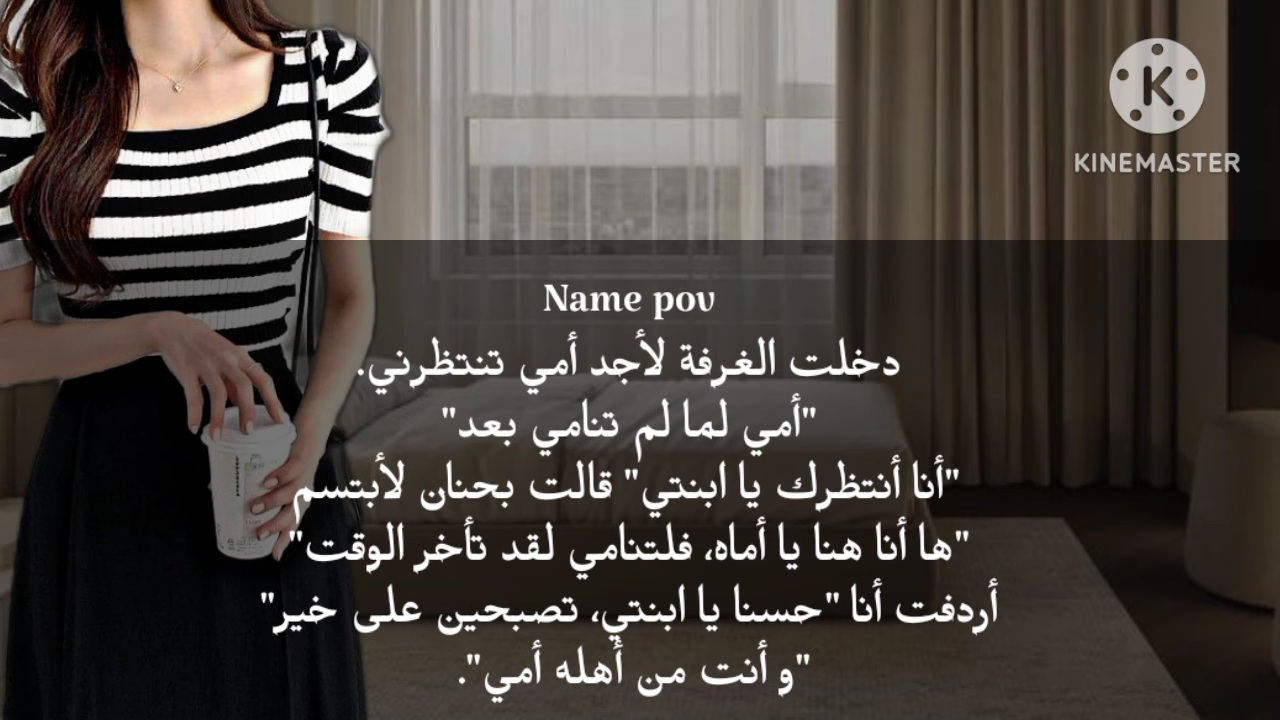 KINEMASTER
Name pov
دخلت الغرفة لأجد أمي تنتظرني.
"أمي لما لم تنامي بعد"
"أنا أنتظرك يا ابنتي" قالت بحنان لأبتسم
"ها أنا هنا يا أماه، فلتنامي لقد تأخر الوقت"
أردفت أنا "حسنا يا ابنتي، تصبحين على خير"
"و أنت من أهله أمي".